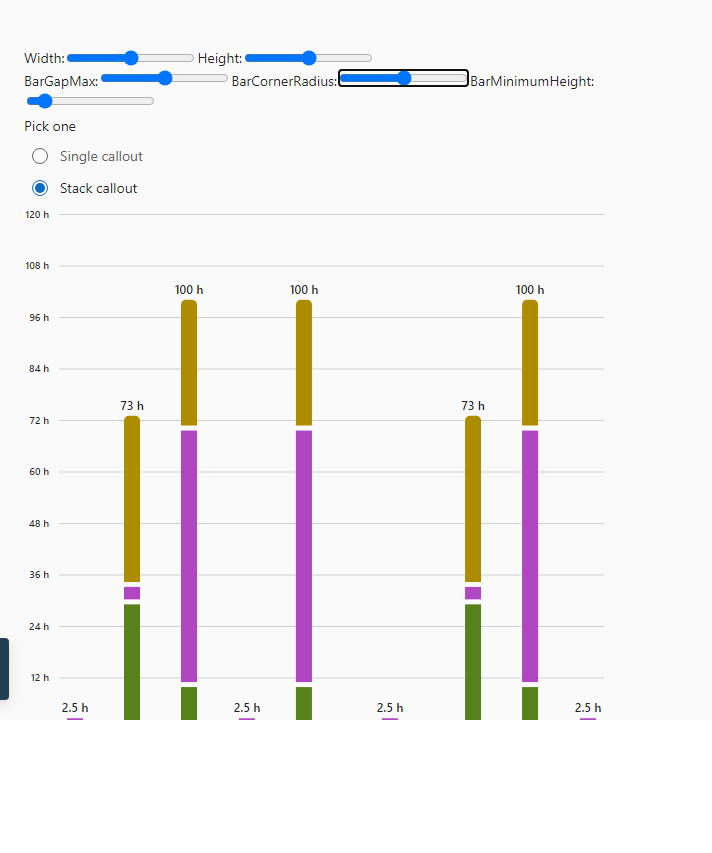 Width: Height:
BarGapMax: BarCornerRadius: BarMinimumHeight:
Pick one
Single callout
Stack callout
120 h
108 h
100 h 100 h 100 h
96 h
84 h
73 h 73 h
72 h
60 h
48 h
36 h
24 h
12 h
2.5 h 2.5 h 2.5 h 2.5 h